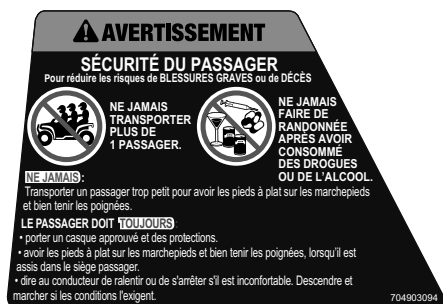 AVERTISSEMENT
SÉCURITÉ DU PASSAGER
Pour réduire les risques de BLESSURES GRAVES ou de DÉCÈS
NE JAMAIS
TRANSPORTER
PLUS DE
1 PASSAGER.
NE JAMAIS
FAIRE DE
RANDONNÉE
APRÈS AVOIR
CONSOMMÉ
DES DROGUES
OU DE L'ALCOOL.
NE JAMAIS :
Transporter un passager trop petit pour avoir les pieds à plat sur les marchepieds
et bien tenir les poignées.
LE PASSAGER DOIT TOUJOURS :
• porter un casque approuvé et des protections.
• avoir les pieds à plat sur les marchepieds et bien tenir les poignées, lorsqu'il est
assis dans le siège passager.
• dire au conducteur de ralentir ou de s'arrêter s'il est inconfortable. Descendre et
marcher si les conditions l'exigent.
704903094